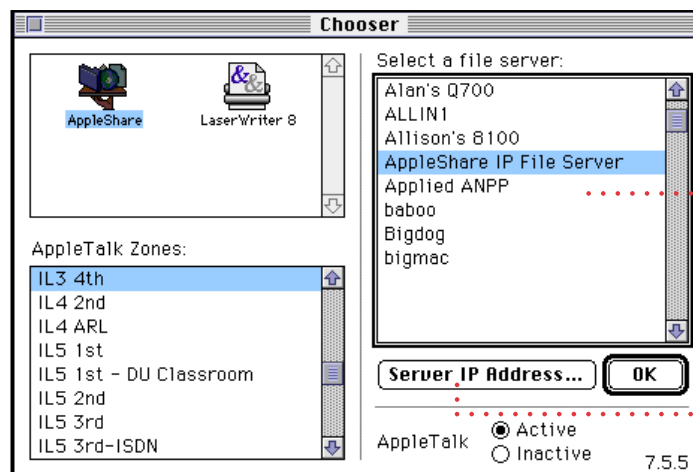 Chooser
AppleShare
LaserWriter 8
AppleTalk Zones:
IL3 4th
IL4 2nd
IL4 ARL
IL5 1st
IL5 1st - DU Classroom
IL5 2nd
IL5 3rd
IL5 3rd-ISDN
Select a file server:
Alan's Q700
ALLIN1
Allison's 8100
AppleShare IP File Server
Applied ANPP
baboo
Bigdog
bigmac
Server IP Address...
OK
AppleTalk
Active
Inactive
7.5.5